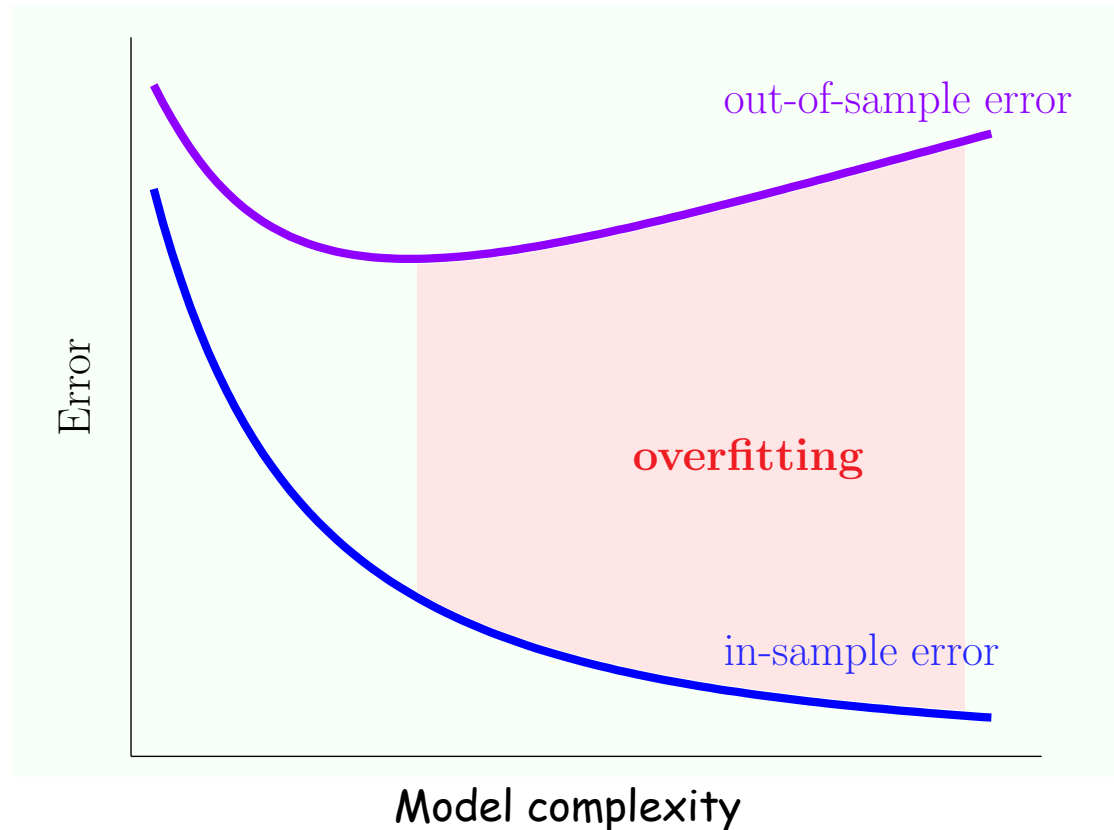 out-of-sample error
Error
overfitting
in-sample error
Model complexity